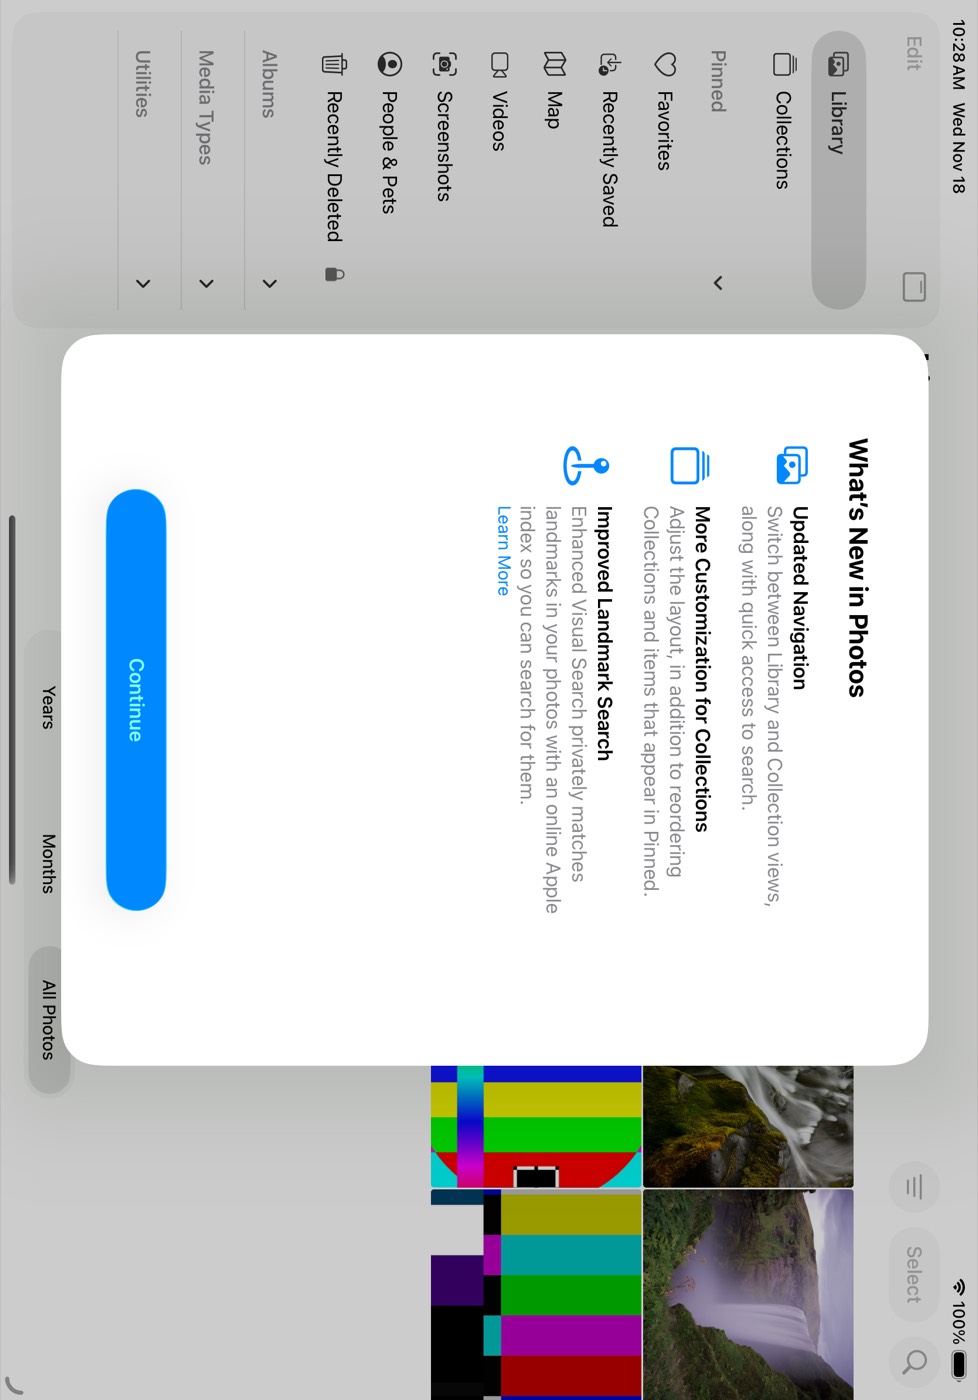 10:28 AM Wed Nov 18
100%
Edit
Select
Library
Collections
Pinned
Favorites
Recently Saved
Map
Videos
Screenshots
People & Pets
Recently Deleted
Albums
Media Types
Utilities
What's New in Photos
Updated Navigation
Switch between Library and Collection views,
along with quick access to search.
More Customization for Collections
Adjust the layout, in addition to reordering
Collections and items that appear in Pinned.
Improved Landmark Search
Enhanced Visual Search privately matches
landmarks in your photos with an online Apple
index so you can search for them.
Learn More
Continue
Years
Months
All Photos